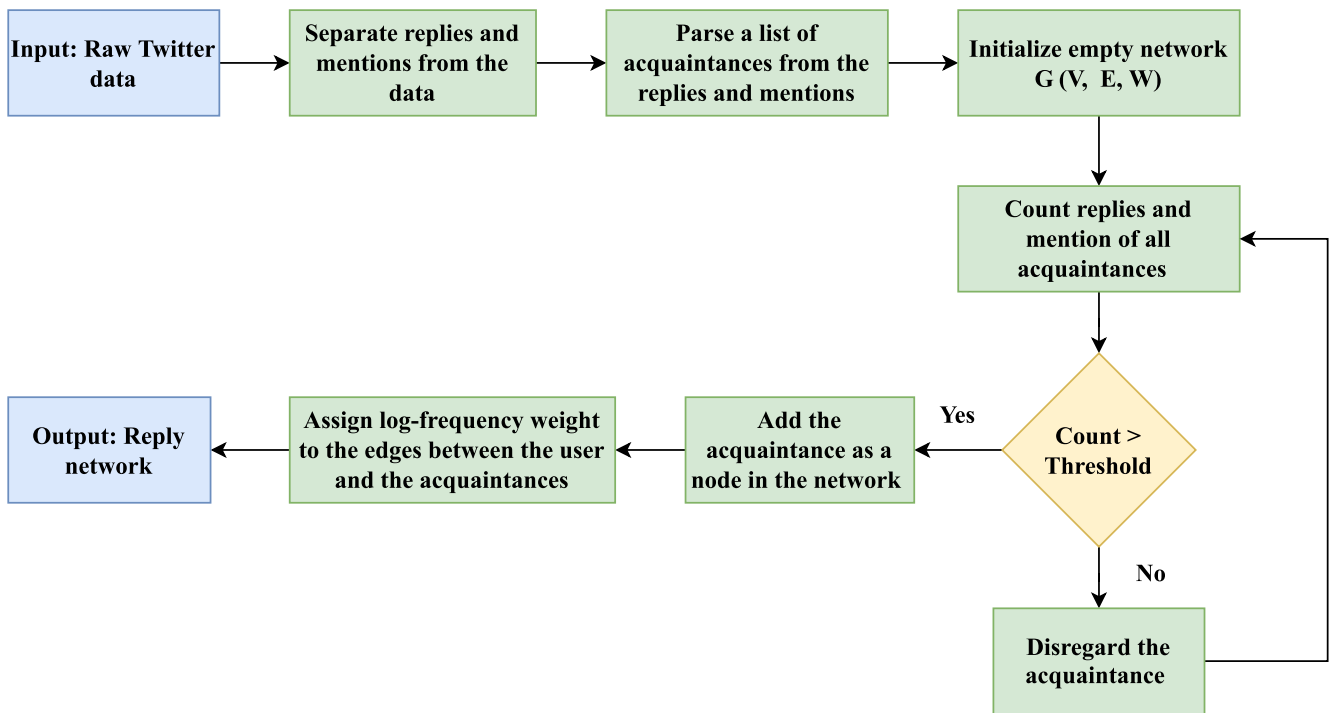 Input: Raw Twitter
data
Separate replies and
mentions from the
data
Parse a list of
acquaintances from the
replies and mentions
Initialize empty network
G (V, E, W)
Count replies and
mention of all
acquaintances
Count >
Threshold
Yes
Add the
acquaintance as a
node in the network
Assign log-frequency weight
to the edges between the user
and the acquaintances
Output: Reply
network
No
Disregard the
acquaintance